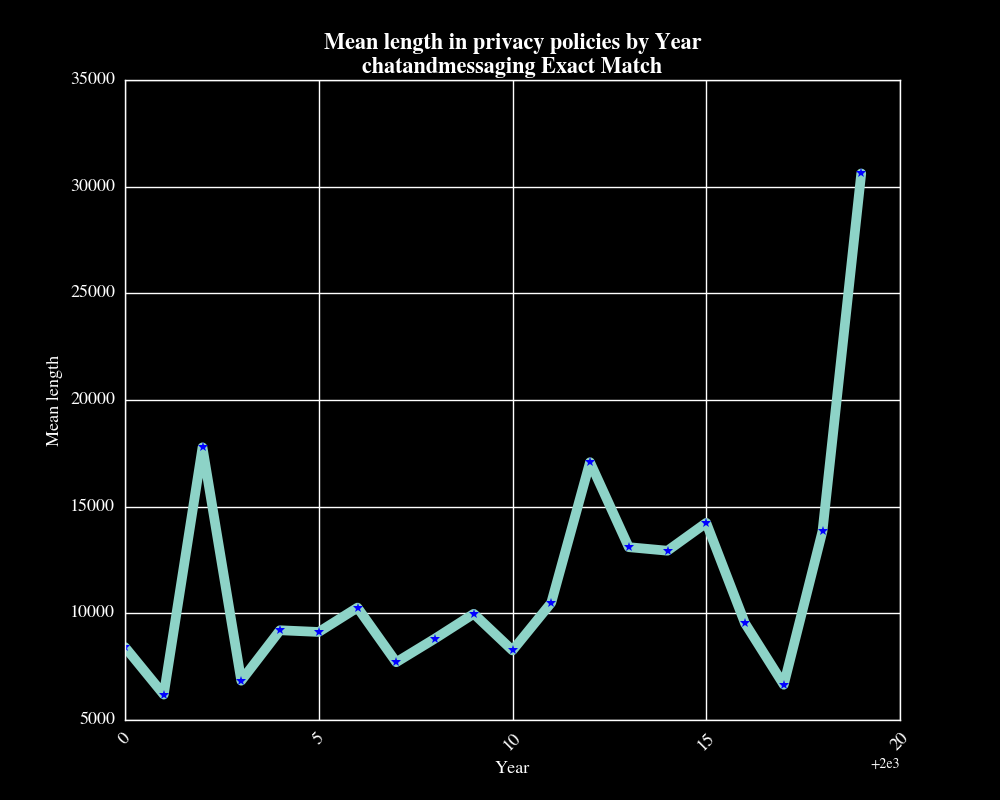 Mean length in privacy policies by Year
chatandmessaging Exact Match
35000
30000
25000
20000
15000
10000
5000
Mean length
0 5 10 15 20
Year
+2e3